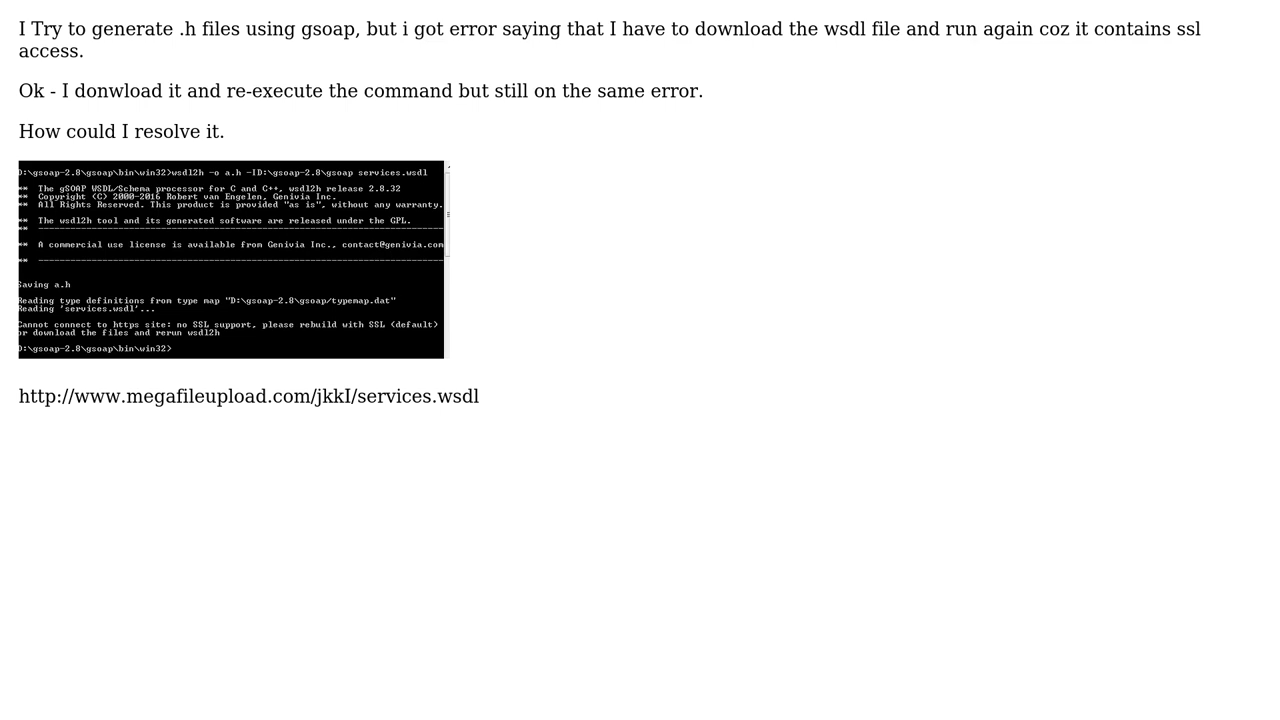 I Try to generate .h files using gsoap, but i got error saying that I have to download the wsdl file and run again coz it contains ssl
access.
Ok - I donwload it and re-execute the command but still on the same error.
How could I resolve it.
D:\gsoap-2.8\gsoap\bin\win32>wsdl2h -o a.h -ID:\gsoap-2.8\gsoap services.wsdl
** The gSOAP WSDL/Schema processor for C and C++, wsdl2h release 2.8.32
** Copyright (C) 2000-2016 Robert van Engelen, Genivia Inc.
** All Rights Reserved. This product is provided "as is", without any warranty.
** The wsdl2h tool and its generated software are released under the GPL.
** ----------------------------------------------------------------
** A commercial use license is available from Genivia Inc., contact@genivia.com
** ----------------------------------------------------------------
Saving a.h
Reading type definitions from type map "D:\gsoap-2.8\gsoap/typemap.dat"
Reading 'services.wsdl'...
Cannot connect to https site: no SSL support, please rebuild with SSL (default)
or download the files and rerun wsdl2h
D:\gsoap-2.8\gsoap\bin\win32>
http://www.megafileupload.com/jkkI/services.wsdl